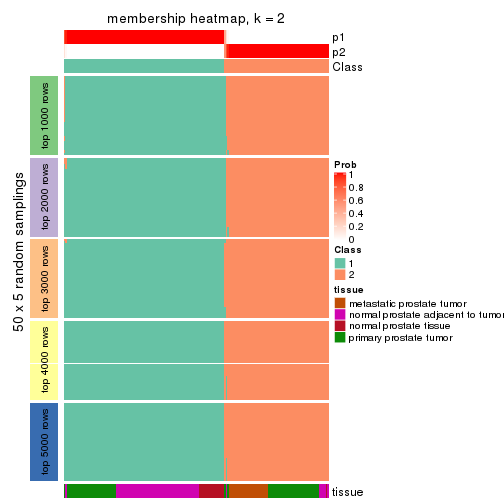 membership heatmap, k = 2
p1
p2
Class
50 x 5 random samplings
top 1000 rows
top 2000 rows
top 3000 rows
top 4000 rows
top 5000 rows
Prob
1
0.8
0.6
0.4
0.2
0
Class
1
2
tissue
metastatic prostate tumor
normal prostate adjacent to tumor
normal prostate tissue
primary prostate tumor
tissue